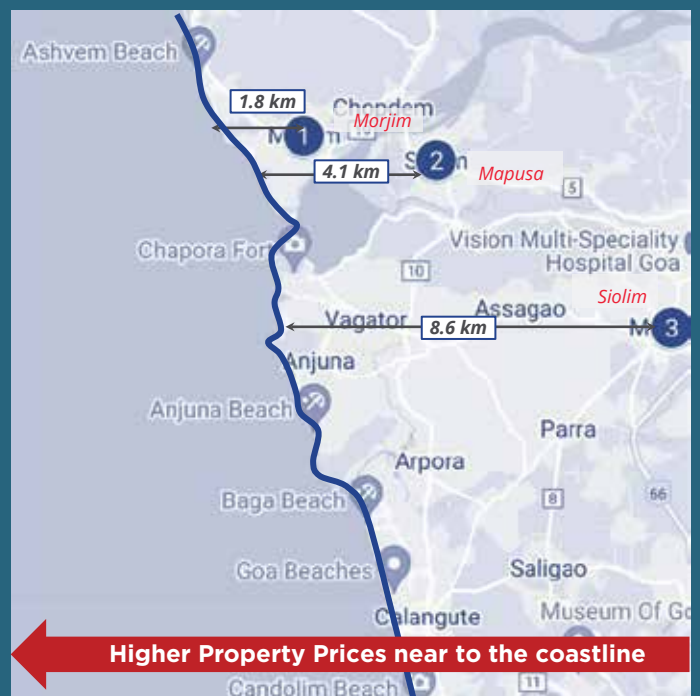 Ashvem Beach
1.8 km
Chopdem
Morjim
1
2
4.1 km
Mapusa
5
Chapora Fort
Vision Multi-Speciality
Hospital Goa
10
Siolim
Assagao
Vagator
8.6 km
M
3
Anjuna
Anjuna Beach
Parra
Arpora
Baga Beach
8
66
Goa Beaches
Saligao
Calangute
Museum Of Go
Higher Property Prices near to the coastline
Candolim Beach
11